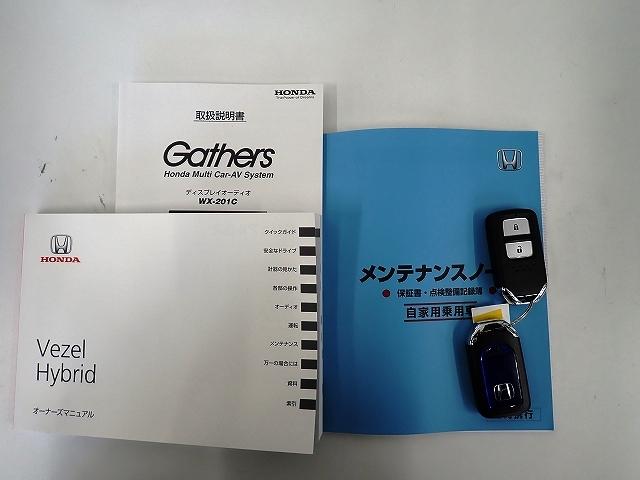 HONDA
The Power of Dreams
取扱説明書
Gathers
Honda Multi Car-AV System
ディスプレイオーディオ
WX-201C
HONDA
Vezel
Hybrid
オーナーズマニュアル
クイックガイド
安全なドライブ
計器の見かた
各部の操作
オーディオ
運転
メンテナンス
万一の場合には
資料
索引
メンテナンスノー
保証書・点検整備記録簿
自家用乗用
行